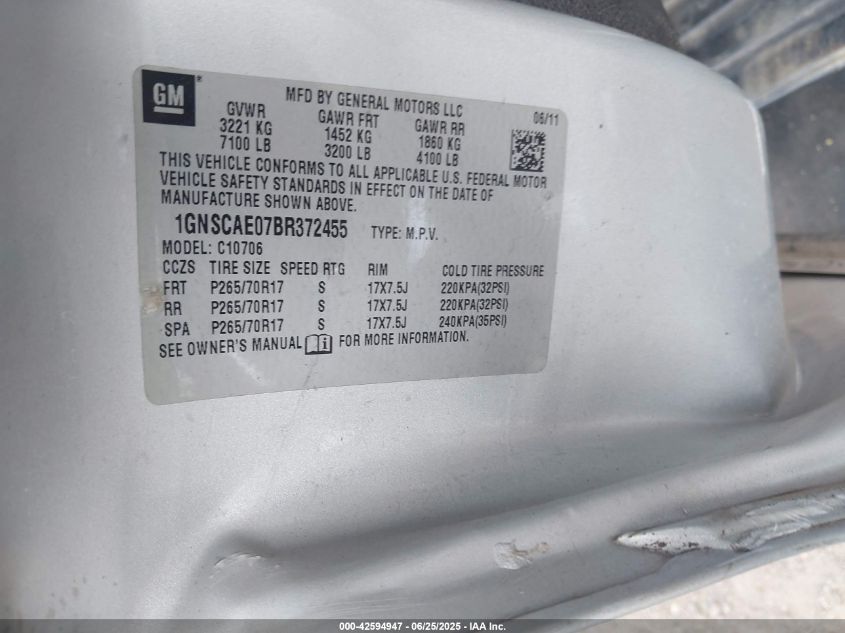 GM®
MFD BY GENERAL MOTORS LLC
06/11
GVWR GAWR FRT GAWR RR
3221 KG 1452 KG 1860 KG
7100 LB 3200 LB 4100 LB
THIS VEHICLE CONFORMS TO ALL APPLICABLE U.S. FEDERAL MOTOR
VEHICLE SAFETY STANDARDS IN EFFECT ON THE DATE OF
MANUFACTURE SHOWN ABOVE.
1GNSCAE07BR372455 TYPE: M.P.V.
MODEL: C10706
CCZS TIRE SIZE SPEED RTG RIM COLD TIRE PRESSURE
FRT P265/70R17 S 17X7.5J 220KPA(32PSI)
RR P265/70R17 S 17X7.5J 220KPA(32PSI)
SPA P265/70R17 S 17X7.5J 240KPA(35PSI)
SEE OWNER'S MANUAL i FOR MORE INFORMATION.
000-42594947 - 06/25/2025 - IAA Inc.